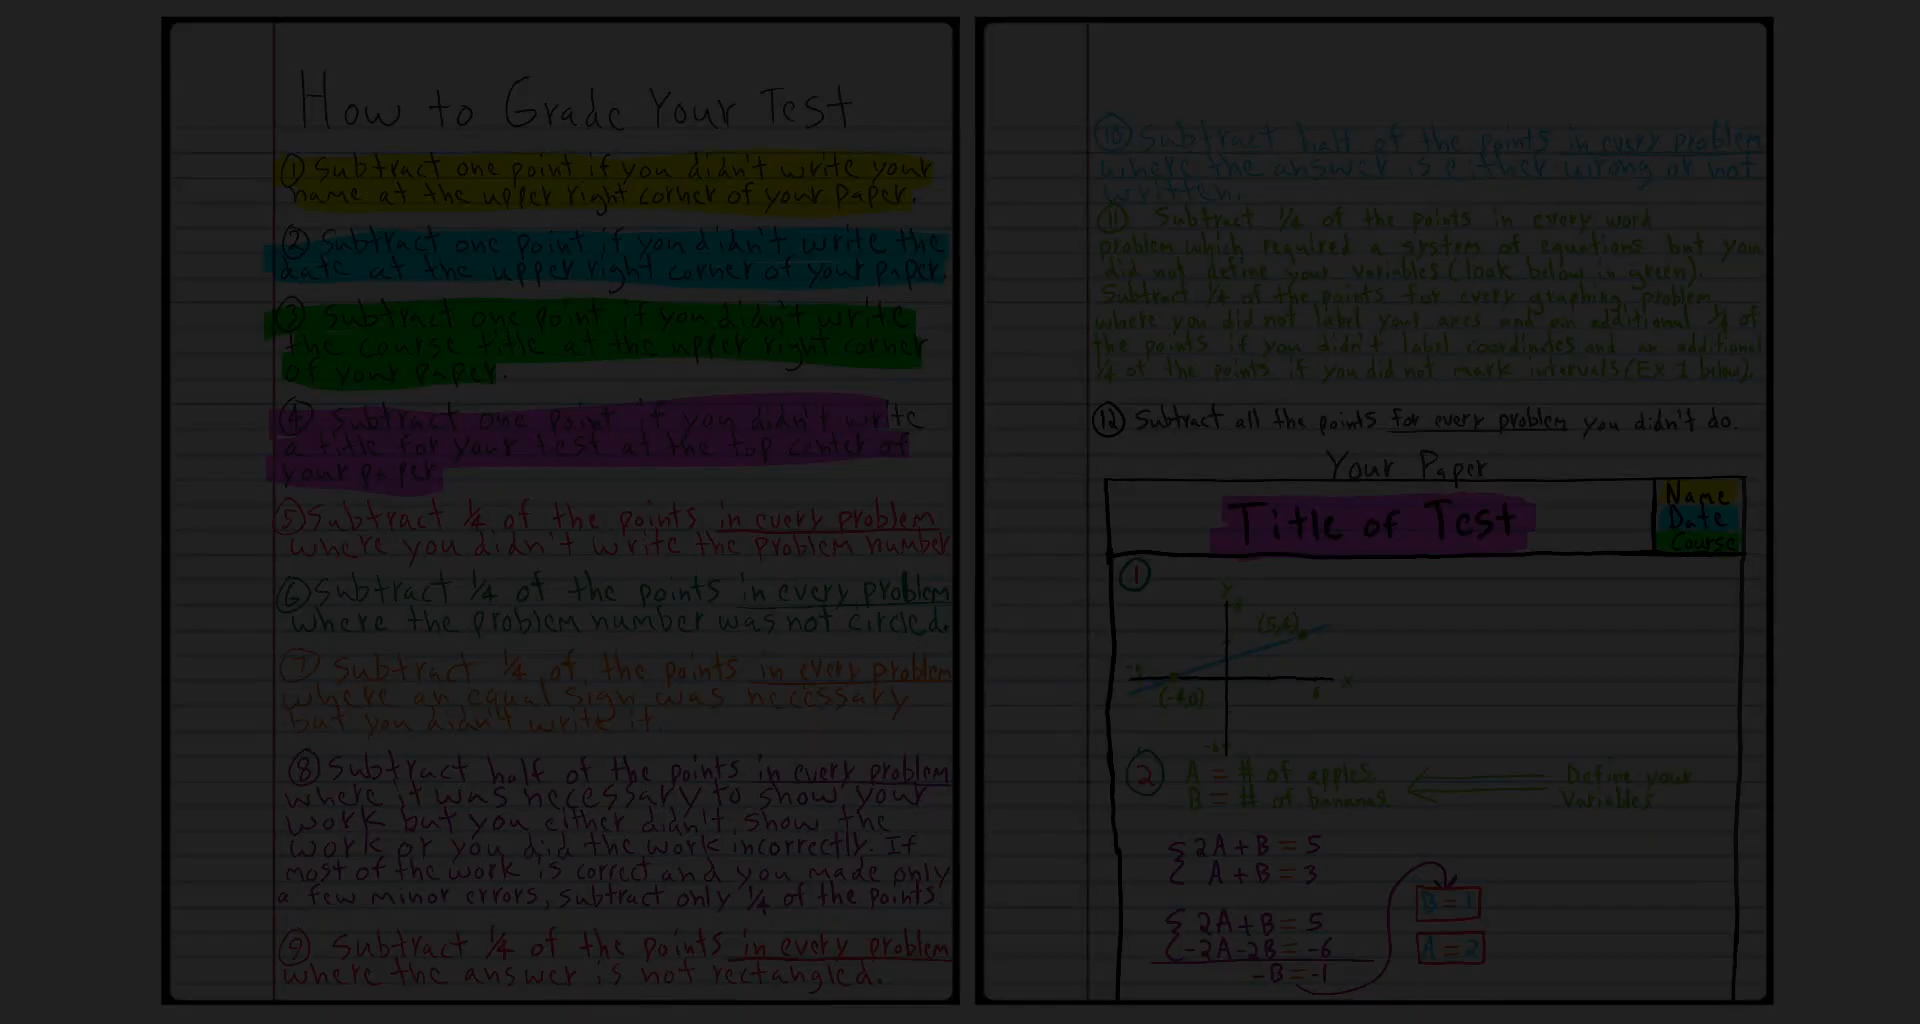 How to Grade Your Test
① Subtract one point if you didn't write your
name at the upper right corner of your paper.
② Subtract one point if you didn't write the
date at the upper right corner of your paper.
③ Subtract one point if you didn't write
the course title at the upper right corner
of your paper.
④ Subtract one point if you didn't write
a title for your test at the top center of
your paper
⑤ Subtract 1/4 of the points in every problem
where you didn't write the problem number
⑥ Subtract 1/4 of the points in every problem
where the problem number was not circled.
⑦ Subtract 1/4 of the points in every problem
where an equal sign was necessary
but you didn't write it.
⑧ Subtract half of the points in every problem
where it was necessary to show your
work but you either didn't show the
work or you did the work incorrectly. If
most of the work is correct and you made only
a few minor errors, subtract only 1/4 of the points.
⑨ Subtract 1/4 of the points in every problem
where the answer is not rectangled.
⑩ Subtract half of the points in every problem
where the answer is either wrong or not
written.
⑪ Subtract 1/4 of the points in every word
problem which required a system of equations but you
did not define your variables (look below in green).
Subtract 1/4 of the points for every graphing problem
where you did not label your axes and an additional 1/4 of
the points if you didn't label coordinates and an additional
1/4 of the points if you did not mark intervals (EX 1 below).
⑫ Subtract all the points for every problem you didn't do.
Your Paper
Title of Test
Name
Date
Course
①
y
6
(5,4)
-6
x
6
(-4,0)
-6
② A = # of apples
B = # of bananas
Define your
Variables
2A + B = 5
A + B = 3
2A + B = 5
-2A - 2B = -6
-B = -1
B = 1
A = 2